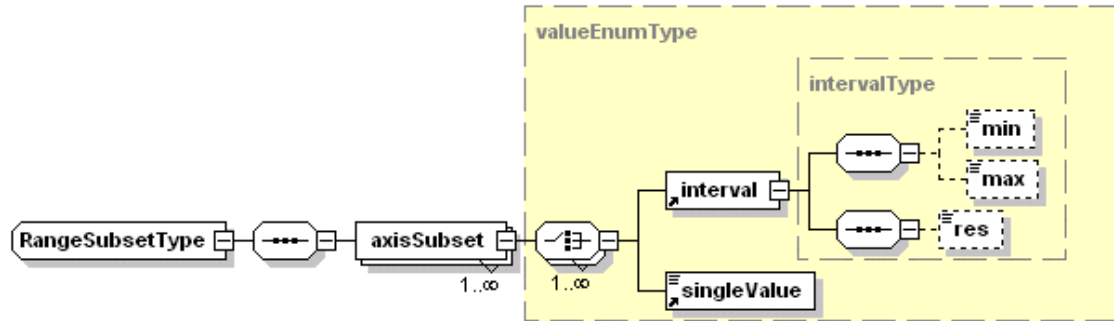 valueEnumType
intervalType
min
interval
max
RangeSubsetType
axisSubset
res
1..∞
1..∞
singleValue